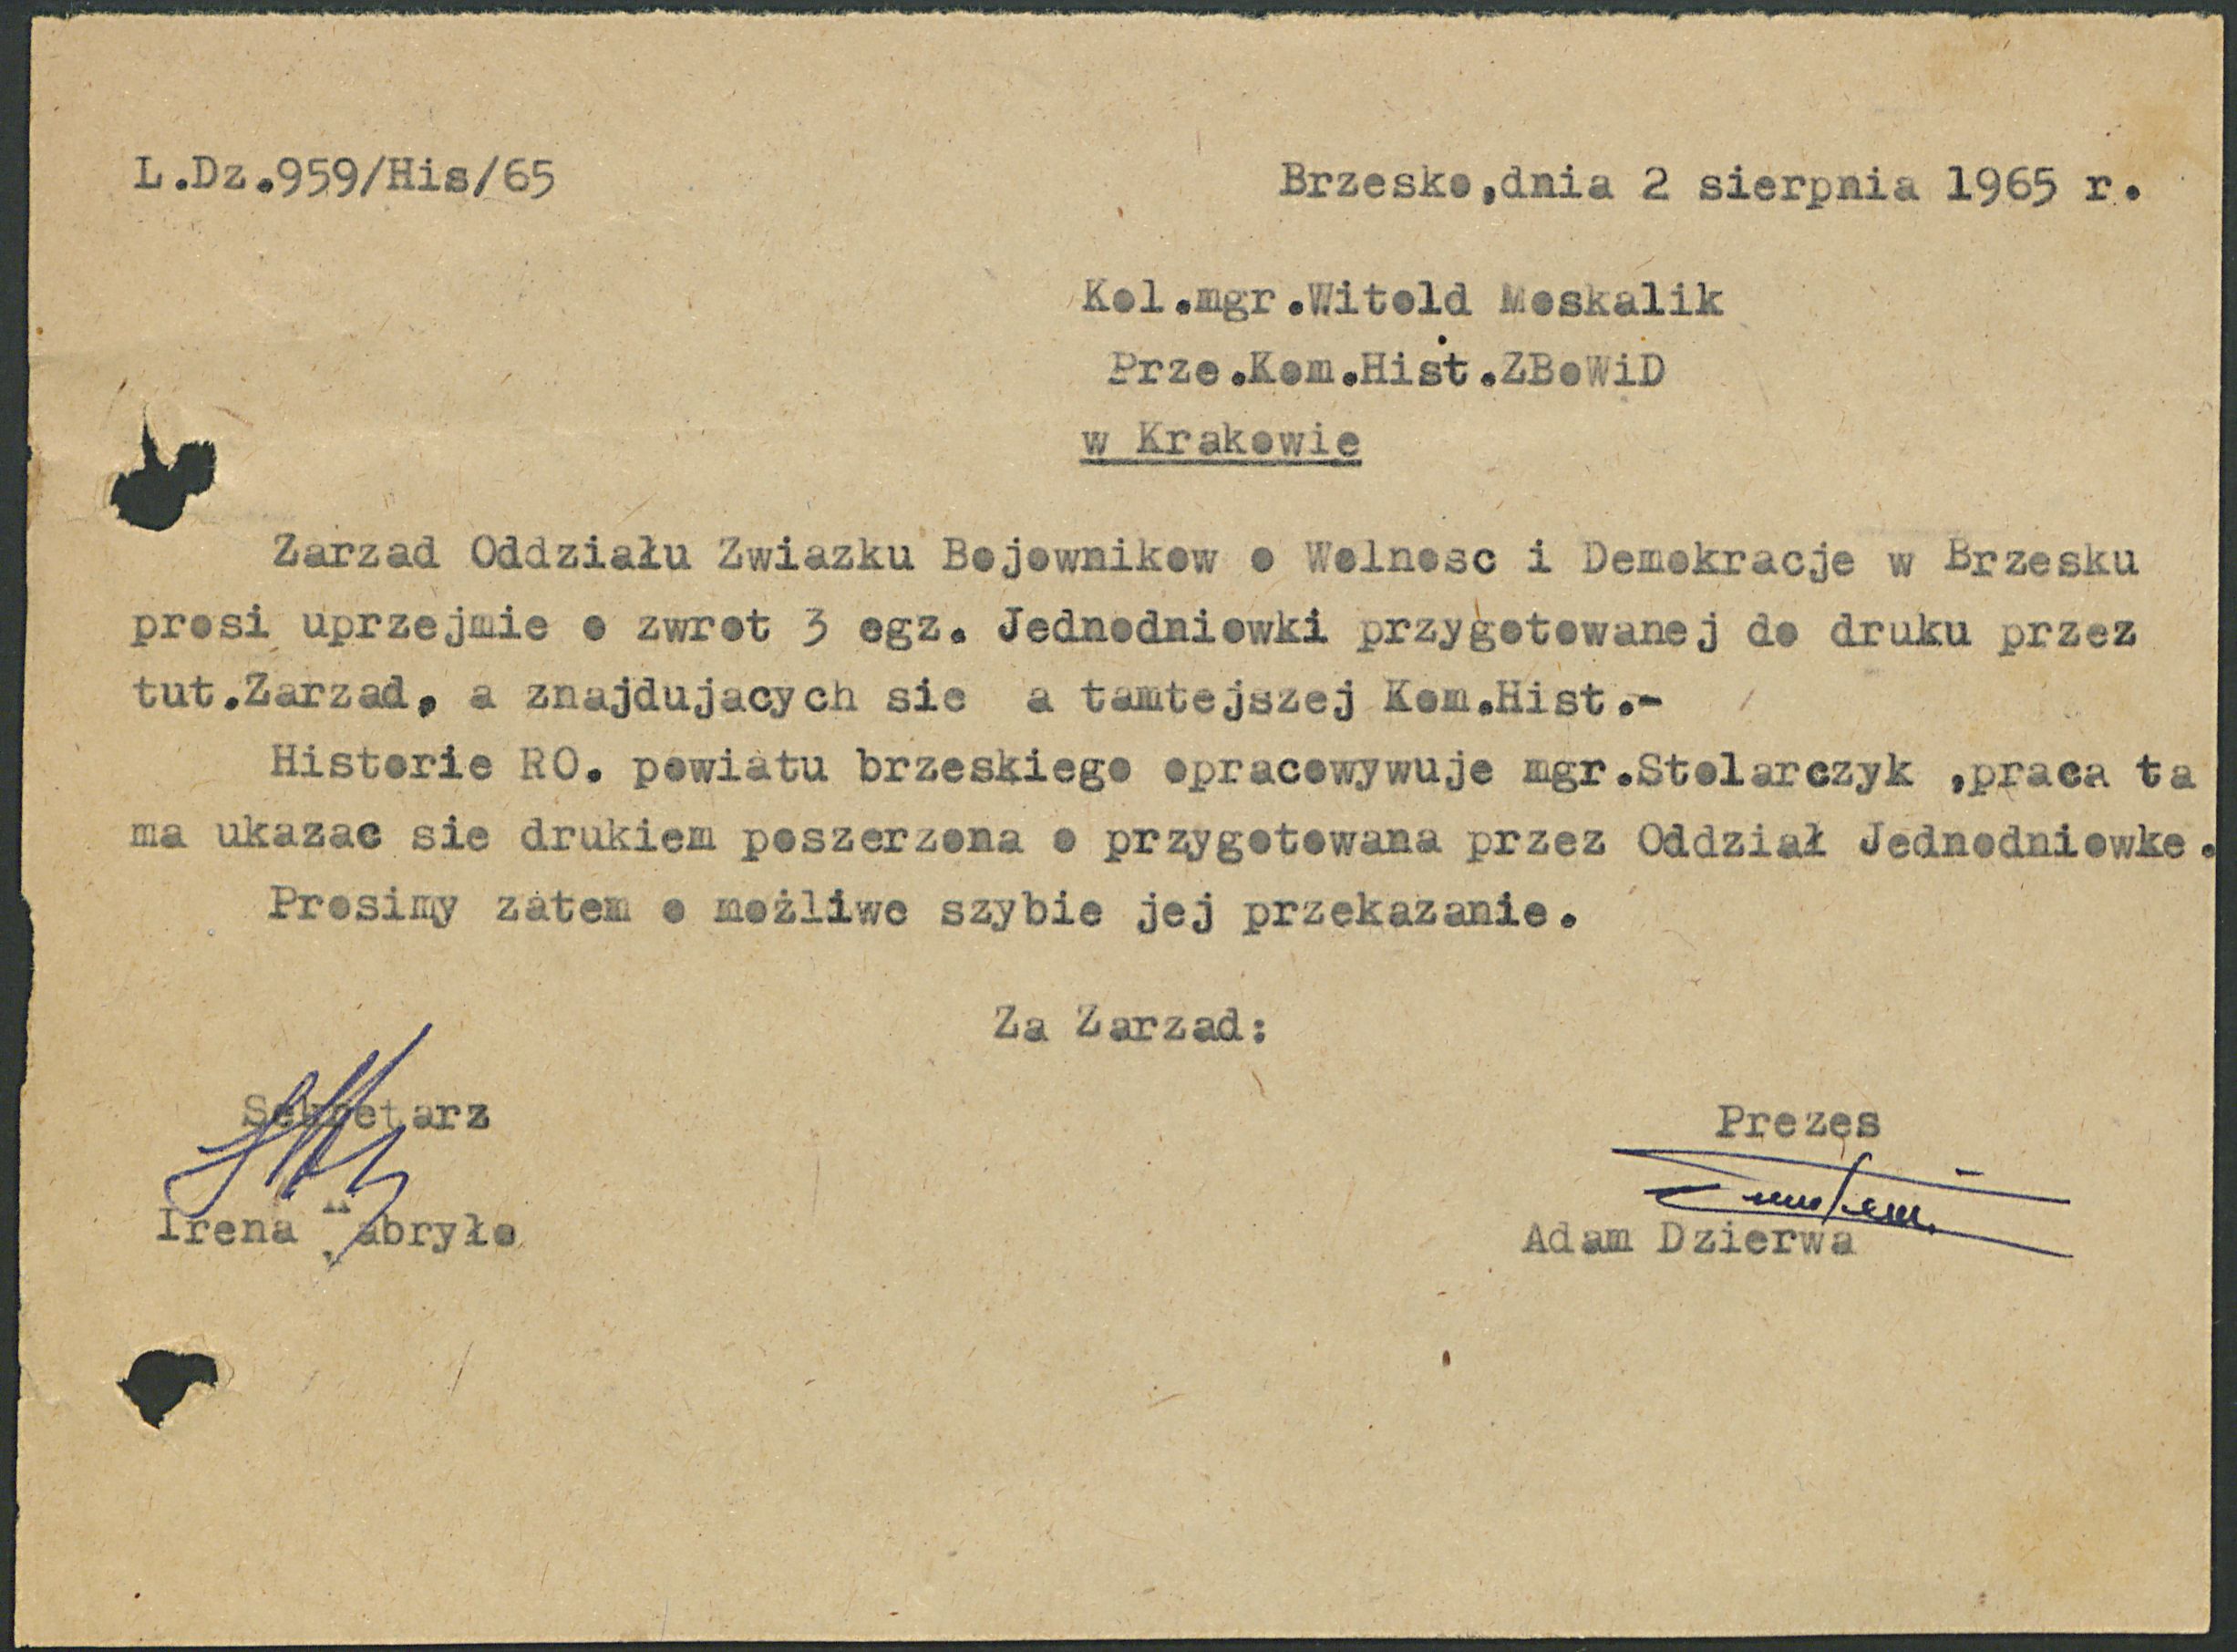 L.Dz.959/His/65
Brzesko,dnia 2 sierpnia 1965 r.
Kol.mgr.Witold Moskalik
Prze.Kom.Hist.ZBoWiD
w Krakowie
Zarzad Oddziału Zwiazku Bojownikow o Wolnosc i Demokracje w Brzesku
prosi uprzejmie o zwrot 3 egz. Jednodniowki przygotowanej do druku przez
tut.Zarzad, a znajdujacych sie a tamtejszej Kom.Hist.-
Historie RO. powiatu brzeskiego opracowywuje mgr.Stolarczyk ,praca ta
ma ukazac sie drukiem poszerzona o przygotowana przez Oddział Jednodniowke.
Prosimy zatem o możliwe szybie jej przekazanie.
Za Zarzad:
Sekretarz
Prezes
Irena
Adam Dzierwa